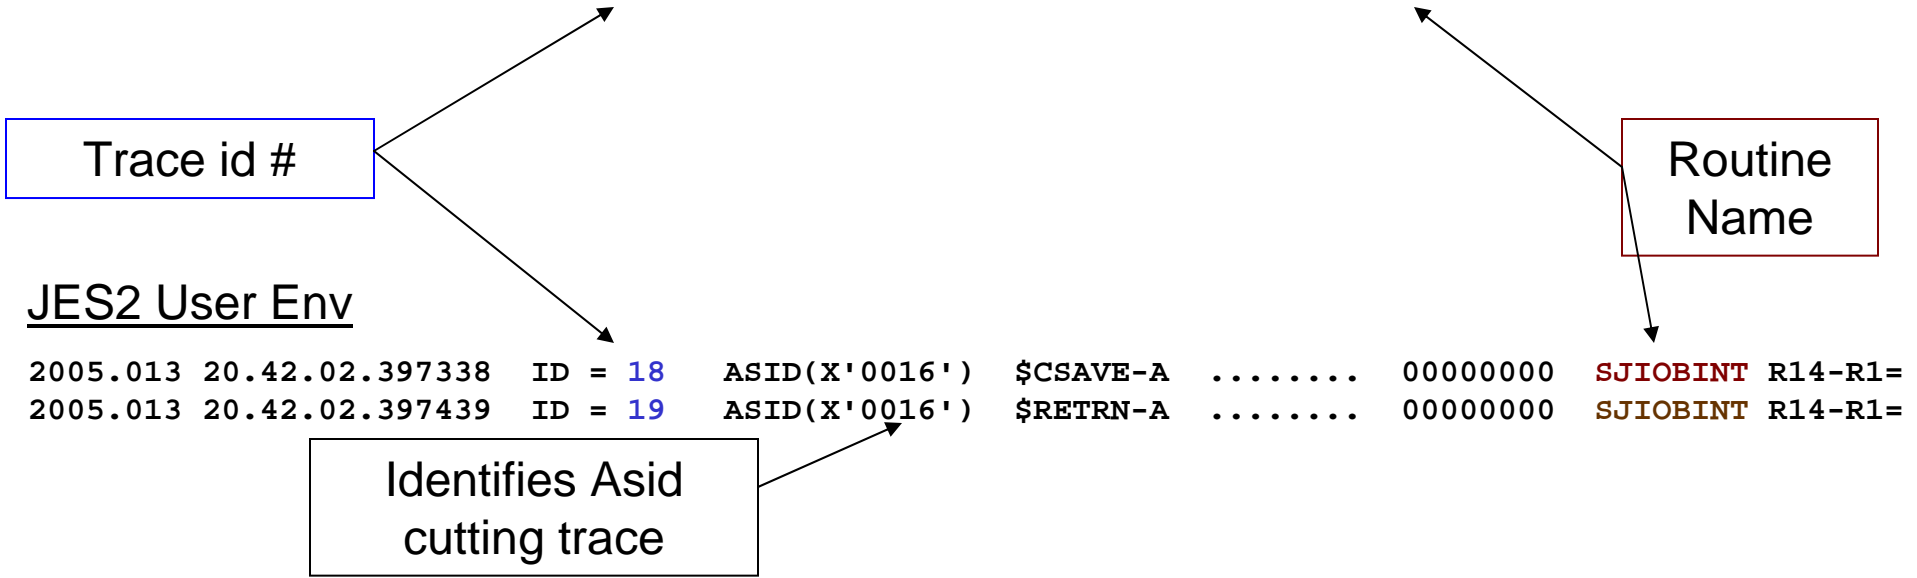 Trace id #
Routine
Name
JES2 User Env
2005.013 20.42.02.397338 ID = 18 ASID(X'0016') $CSAVE-A ........ 00000000 SJIOBINT R14-R1=
2005.013 20.42.02.397439 ID = 19 ASID(X'0016') $RETRN-A ........ 00000000 SJIOBINT R14-R1=
Identifies Asid
cutting trace